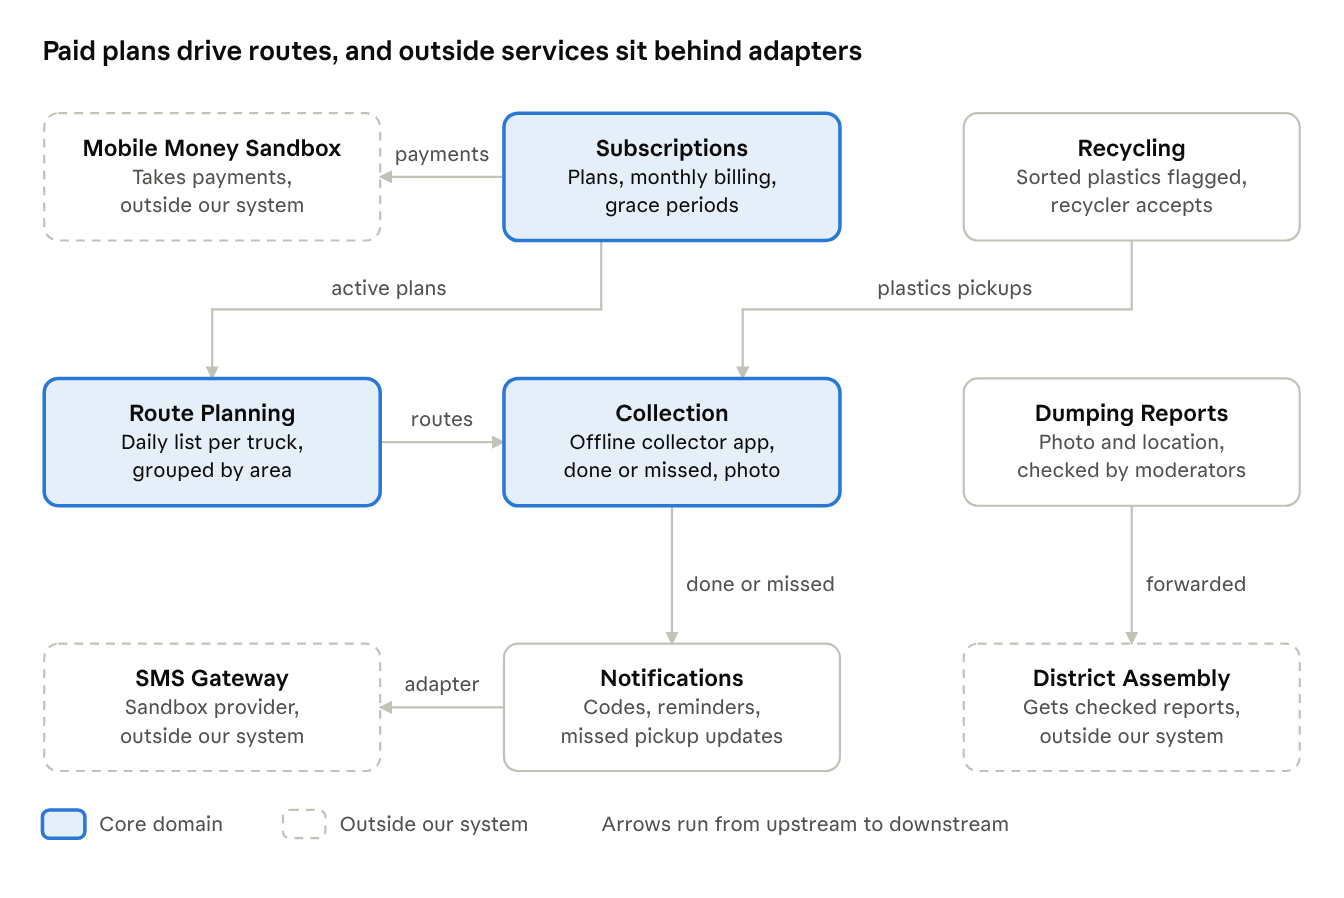 Paid plans drive routes, and outside services sit behind adapters
Mobile Money Sandbox
Takes payments,
outside our system
payments
Subscriptions
Plans, monthly billing,
grace periods
Recycling
Sorted plastics flagged,
recycler accepts
active plans
plastics pickups
Route Planning
Daily list per truck,
grouped by area
routes
Collection
Offline collector app,
done or missed, photo
Dumping Reports
Photo and location,
checked by moderators
done or missed
forwarded
SMS Gateway
Sandbox provider,
outside our system
adapter
Notifications
Codes, reminders,
missed pickup updates
District Assembly
Gets checked reports,
outside our system
Core domain
Outside our system
Arrows run from upstream to downstream